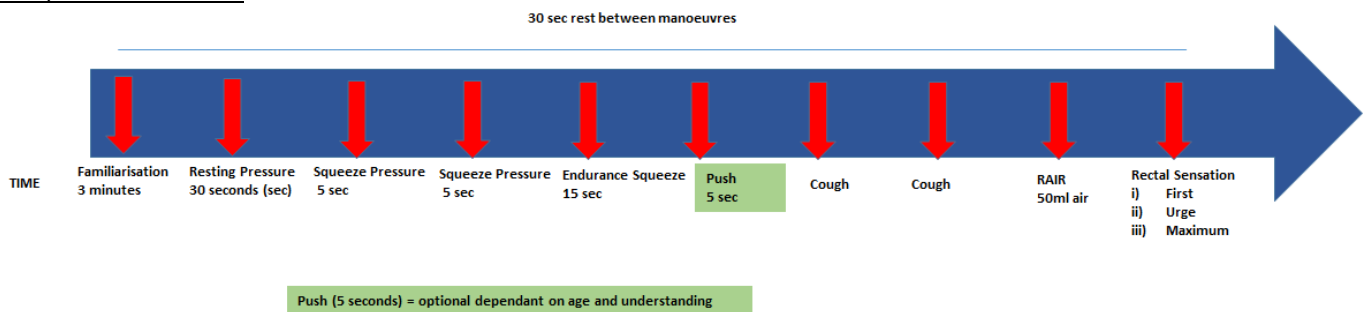 30 sec rest between manoeuvres
TIME
Familiarisation
3 minutes
Resting Pressure
30 seconds (sec)
Squeeze Pressure
5 sec
Squeeze Pressure
5 sec
Endurance Squeeze
15 sec
Push
5 sec
Cough
Cough
RAIR
50ml air
Rectal Sensation
i) First
ii) Urge
iii) Maximum
Push (5 seconds) = optional dependant on age and understanding